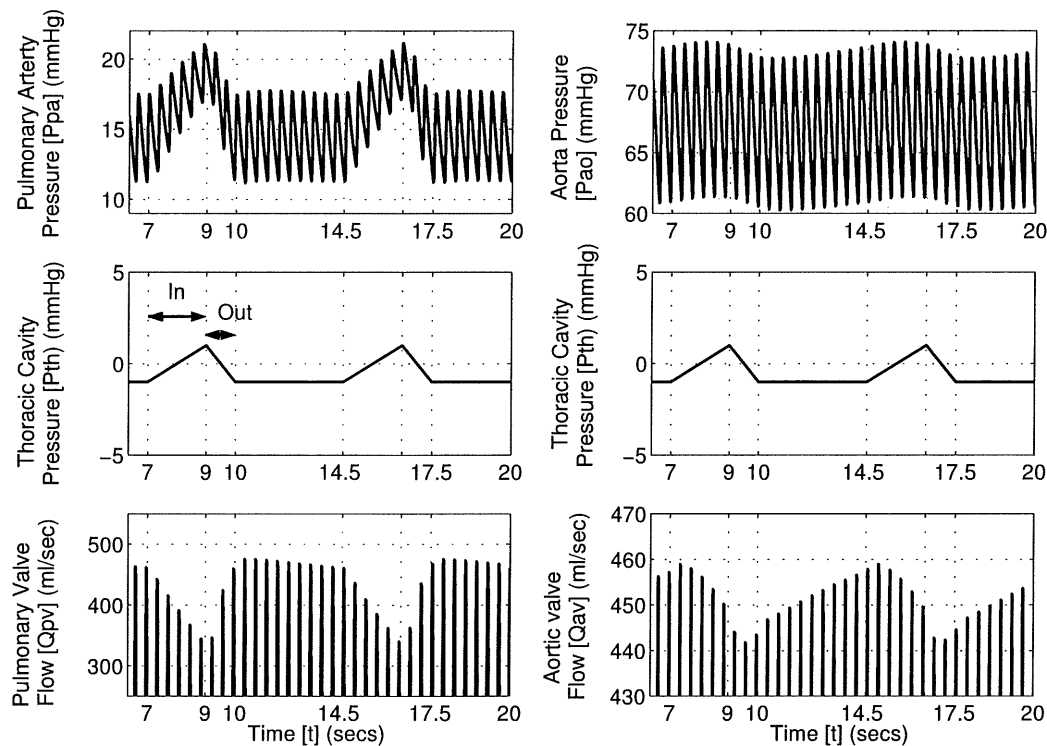 Pulmonary Arterty
Pressure [Ppa] (mmHg)
20
15
10
7 9 10 14.5 17.5 20
Aorta Pressure
[Pao] (mmHg)
75
70
65
60
7 9 10 14.5 17.5 20
Thoracic Cavity
Pressure [Pth) (mmHg)
5
0
−5
In
Out
7 9 10 14.5 17.5 20
Thoracic Cavity
Pressure [Pth) (mmHg)
5
0
−5
7 9 10 14.5 17.5 20
Pulmonary Valve
Flow [Qpv] (ml/sec)
500
400
300
7 9 10 14.5 17.5 20
Time [t] (secs)
Aortic valve
Flow [Qav] (ml/sec)
470
460
450
440
430
7 9 10 14.5 17.5 20
Time [t] (secs)